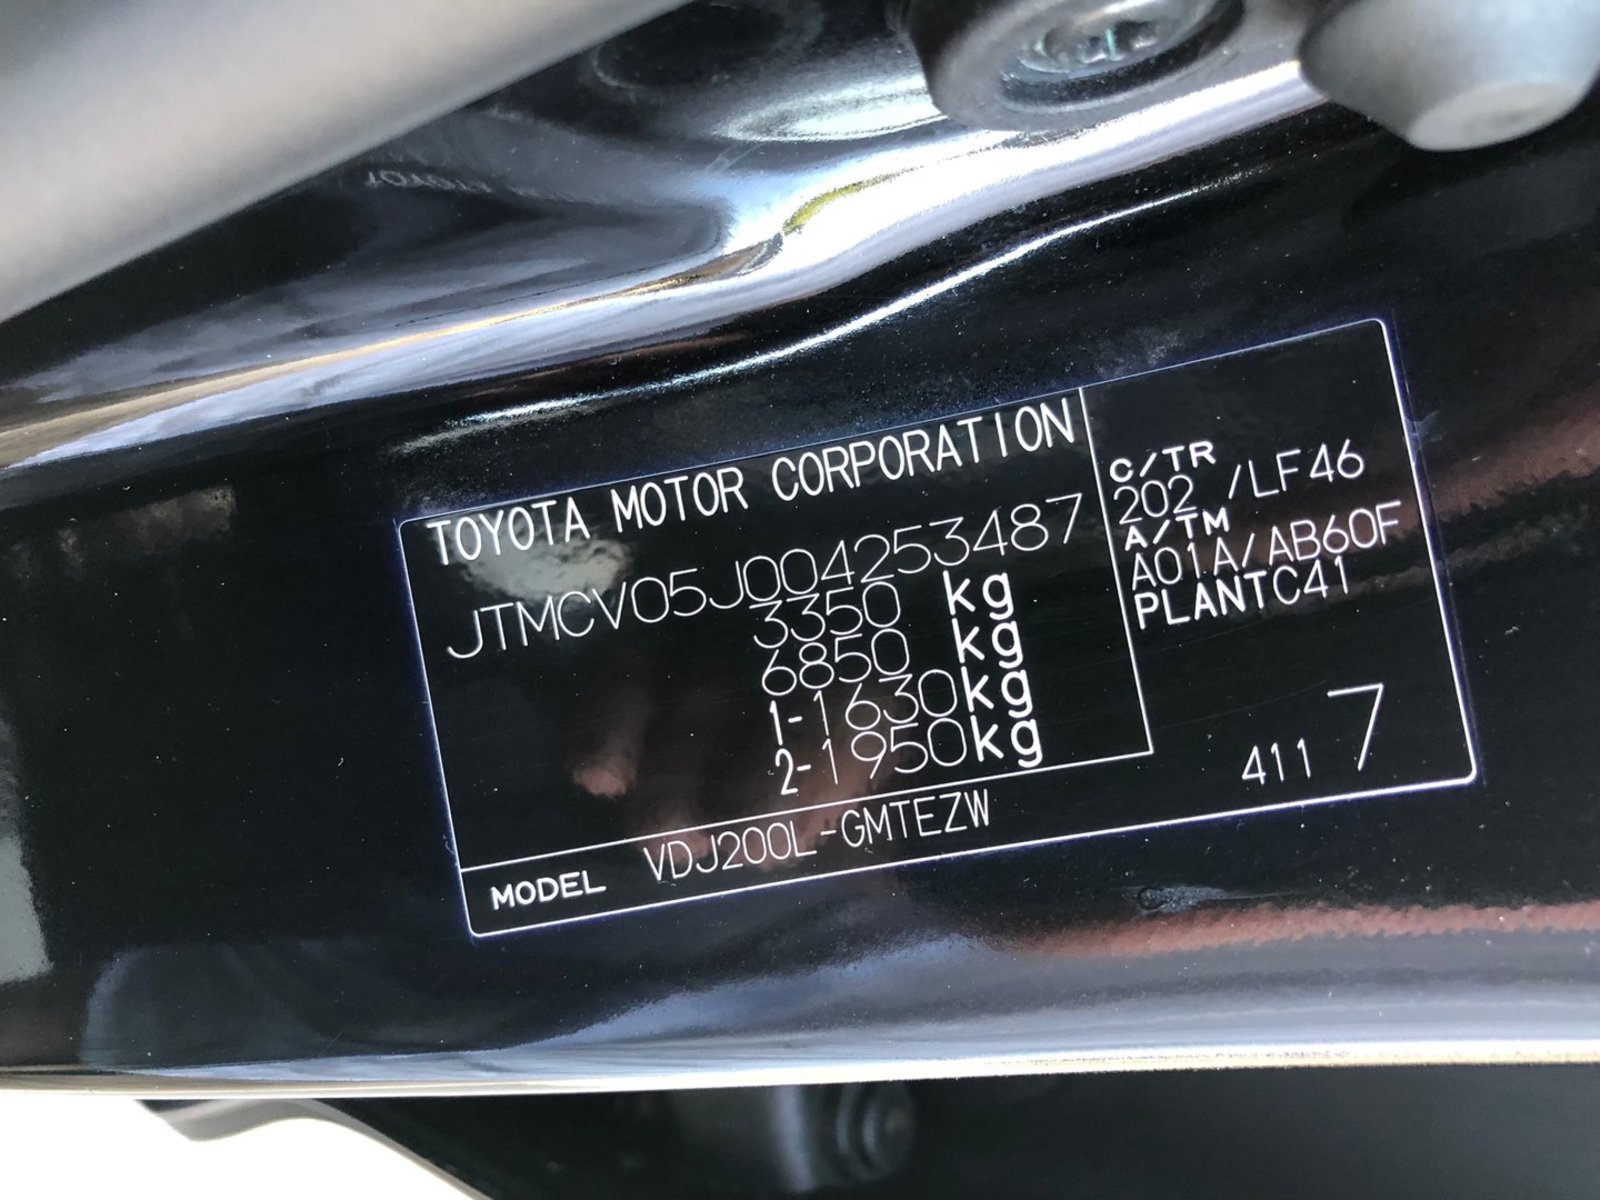 TOYOTA MOTOR CORPORATION
JTMCV05J004253487
3350 kg
6850 kg
1-1630kg
2-1950kg
C/TR
202 /LF46
A/TM
A01A/AB60F
PLANTC41
411 7
MODEL VDJ200L-GMTEZW